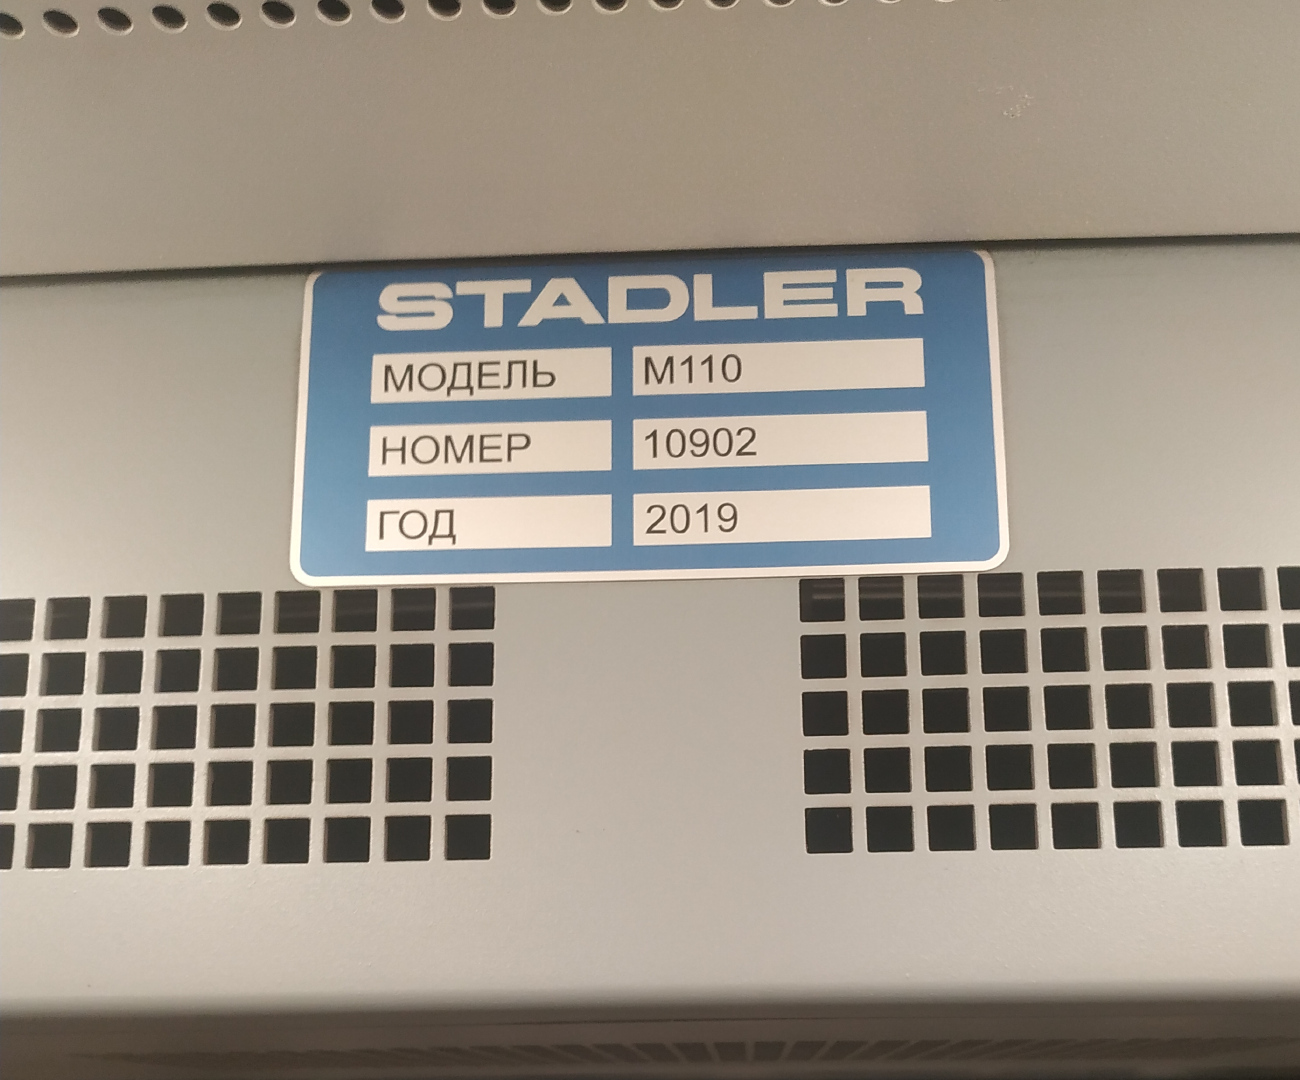 STADLER
МОДЕЛЬ M110
НОМЕР 10902
ГОД 2019